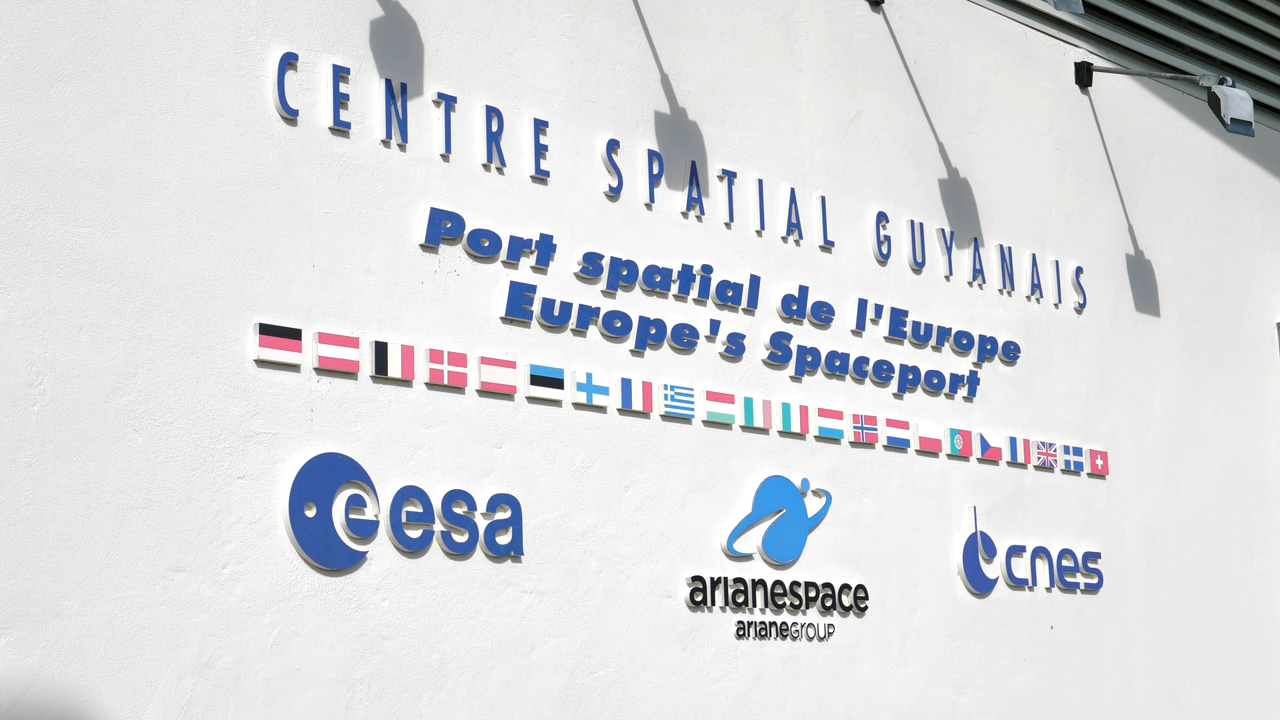 CENTRE SPATIAL GUYANAIS
Port spatial de l'Europe
Europe's Spaceport
e esa
arianespace
arianeGROUP
cnes